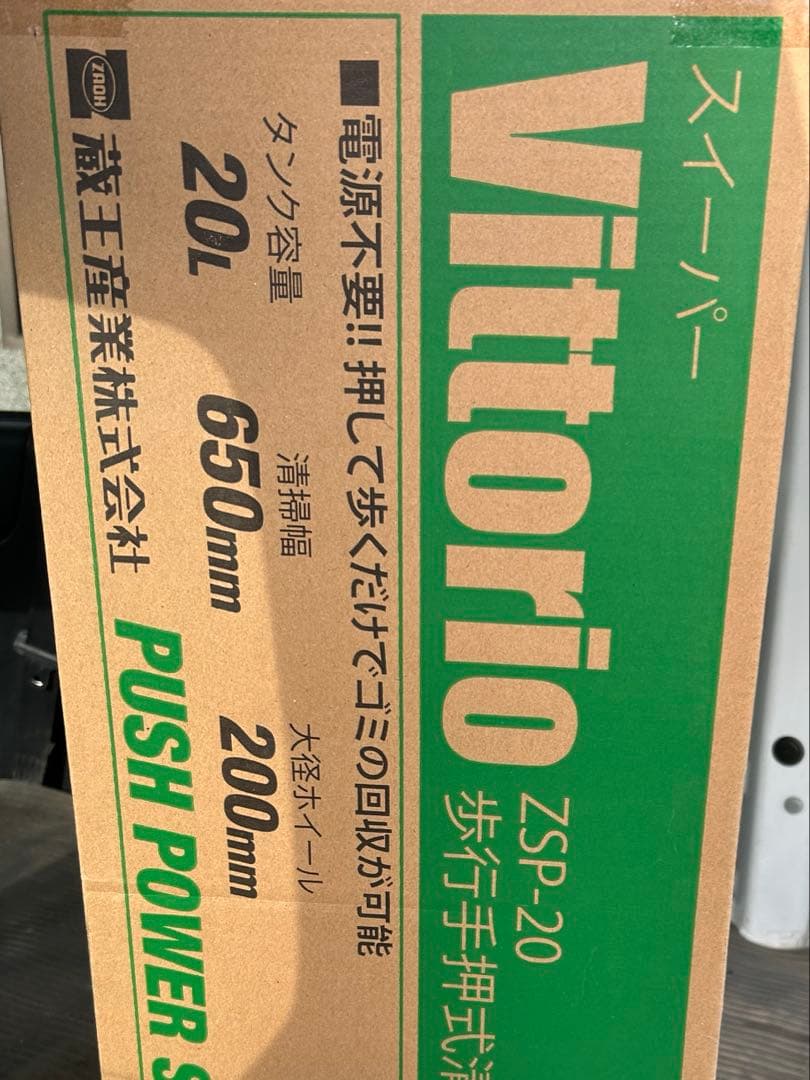 スイーパー
Vittorio
ZSP-20
歩行手押式清
■電源不要!!押して歩くだけでゴミの回収が可能
タンク容量
20L
清掃幅
650mm
大径ホイール
200mm
ZAOH
蔵王産業株式会社
PUSH POWER S